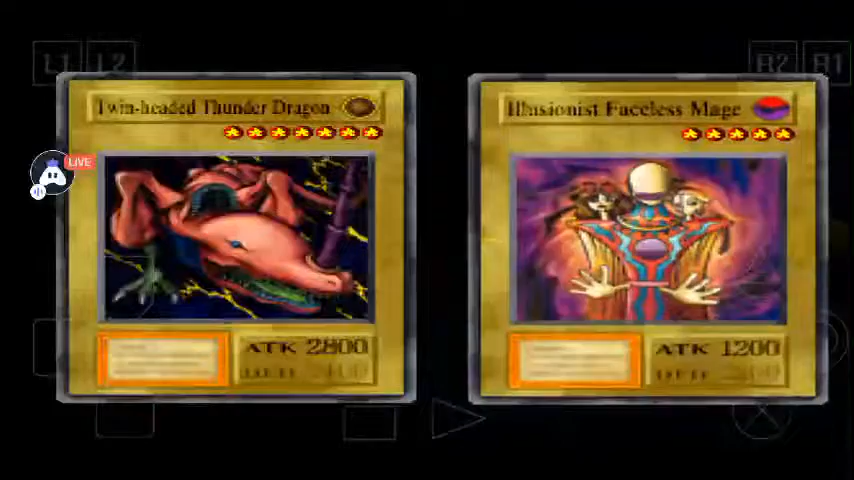 L1 L2
R2 R1
Twin-headed Thunder Dragon
Illusionist Faceless Mage
LIVE
ATK 2800
ATK 1200